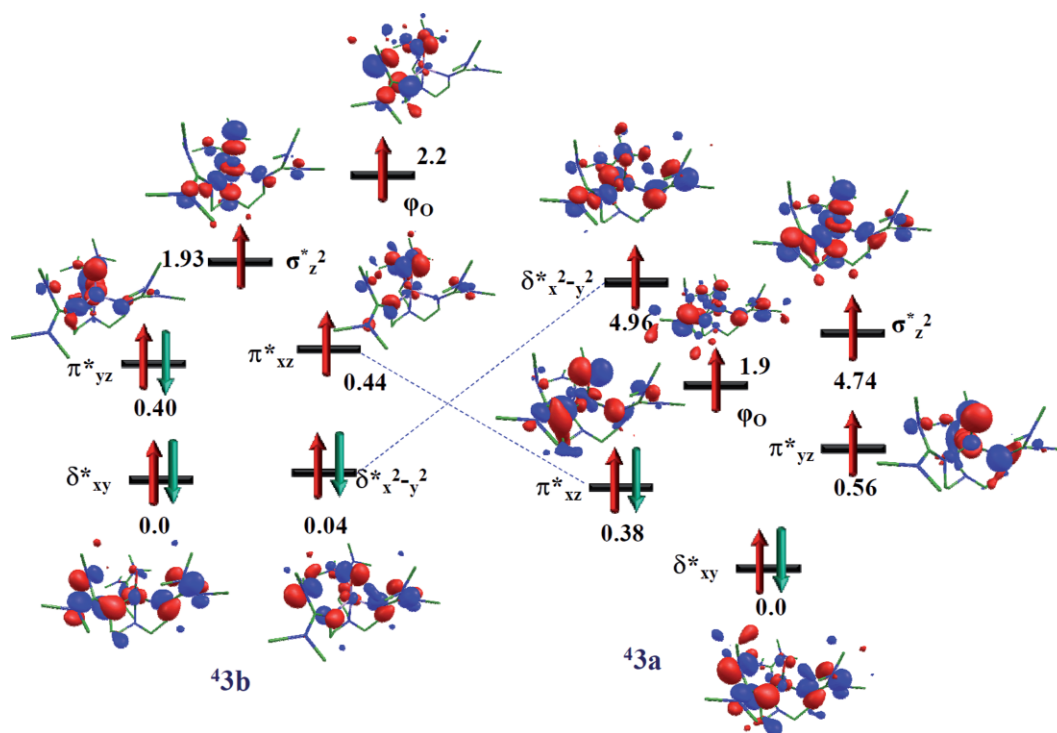 2.2
φO
1.93
σ*z²
π*yz
0.40
π*xz
0.44
δ*xy
0.0
δ*x²-y²
0.04
⁴3b
δ*x²-y²
4.96
σ*z²
4.74
1.9
φO
π*yz
0.56
π*xz
0.38
δ*xy
0.0
⁴3a